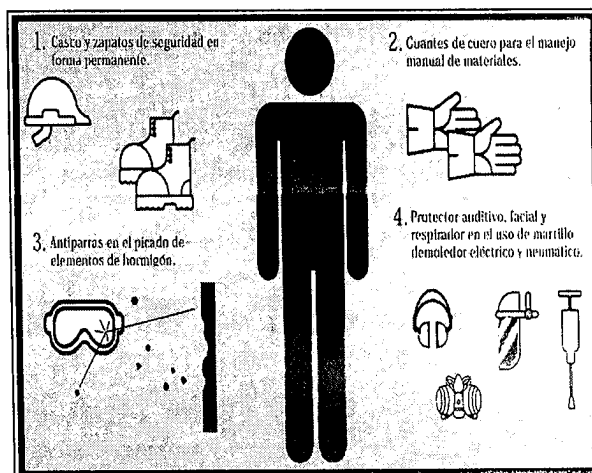 1. Casco y zapatos de seguridad en
forma permanente.
2. Guantes de cuero para el manejo
manual de materiales.
3. Antiparras en el picado de
elementos de hormigón.
4. Protector auditivo, facial y
respirador en el uso de martillo
demoledor eléctrico y neumatico.